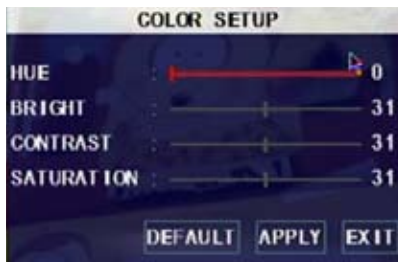 COLOR SETUP
HUE : 0
BRIGHT : 31
CONTRAST : 31
SATURATION : 31
DEFAULT APPLY EXIT